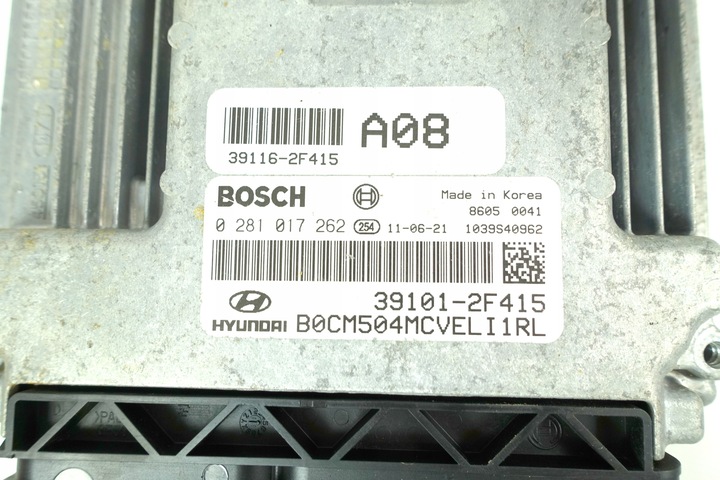 A08
39116-2F415
BOSCH
Made in Korea
8605 0041
0 281 017 262 254 11-06-21 1039S40962
39101-2F415
HYUNDAI B0CM504MCVELI1RL